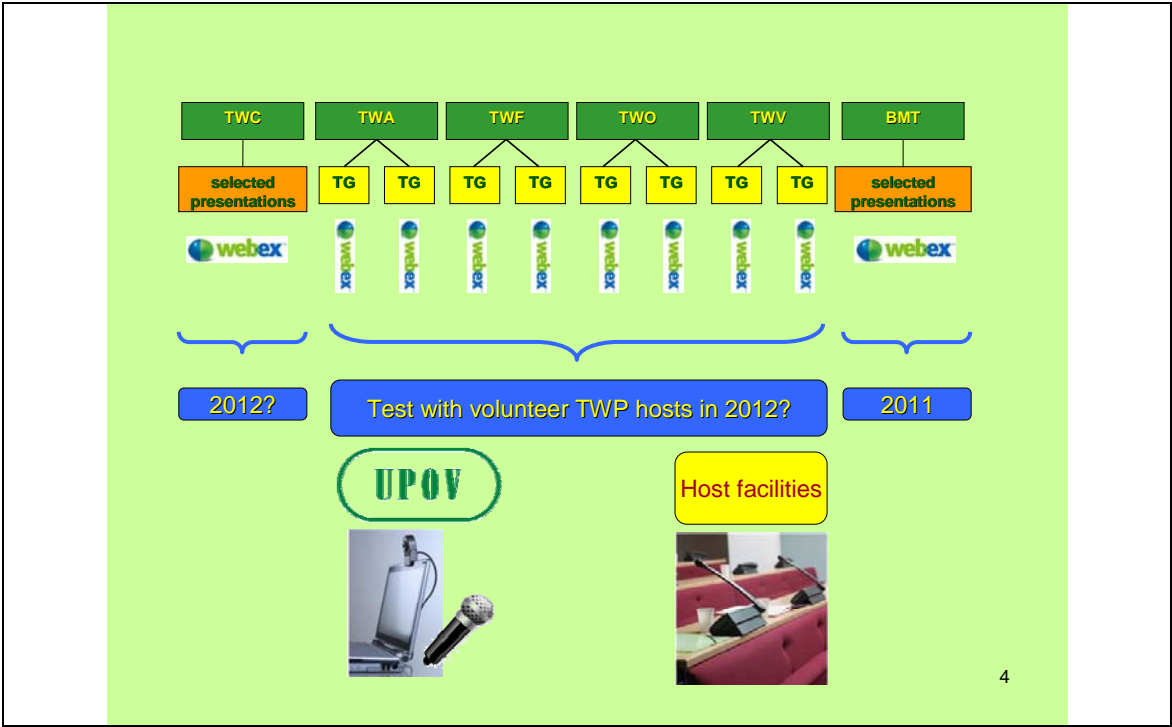 TWC TWA TWF TWO TWV BMT
selected
presentations
TG TG TG TG TG TG TG TG
selected
presentations
webex webex webex webex webex webex webex webex webex webex
2012? Test with volunteer TWP hosts in 2012? 2011
UPOV Host facilities
4